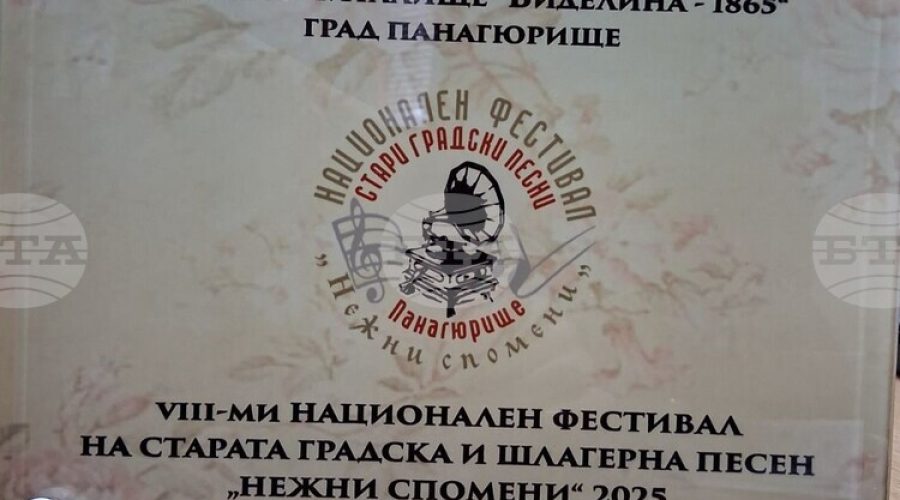 "ВИДЕЛИНА - 1865"
ГРАД ПАНАГЮРИЩЕ
НАЦИОНАЛЕН ФЕСТИВАЛ
СТАРИ ГРАДСКИ ПЕСНИ
Панагюрище
„Нежни спомени”
БТА
VIII-МИ НАЦИОНАЛЕН ФЕСТИВАЛ
НА СТАРАТА ГРАДСКА И ШЛАГЕРНА ПЕСЕН
„НЕЖНИ СПОМЕНИ“ 2025